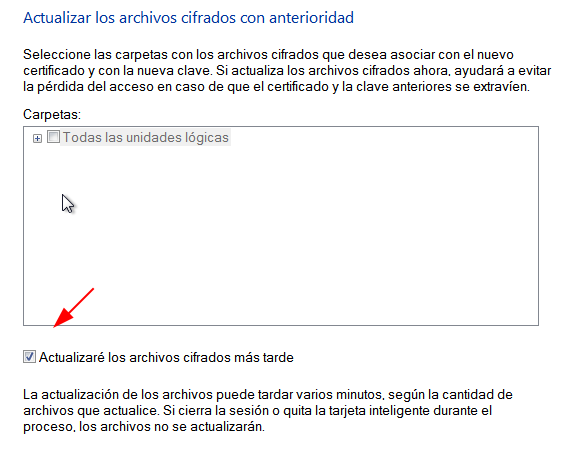 Actualizar los archivos cifrados con anterioridad
Seleccione las carpetas con los archivos cifrados que desea asociar con el nuevo
certificado y con la nueva clave. Si actualiza los archivos cifrados ahora, ayudará a evitar
la pérdida del acceso en caso de que el certificado y la clave anteriores se extravíen.
Carpetas:
Todas las unidades lógicas
Actualizaré los archivos cifrados más tarde
La actualización de los archivos puede tardar varios minutos, según la cantidad de
archivos que actualice. Si cierra la sesión o quita la tarjeta inteligente durante el
proceso, los archivos no se actualizarán.